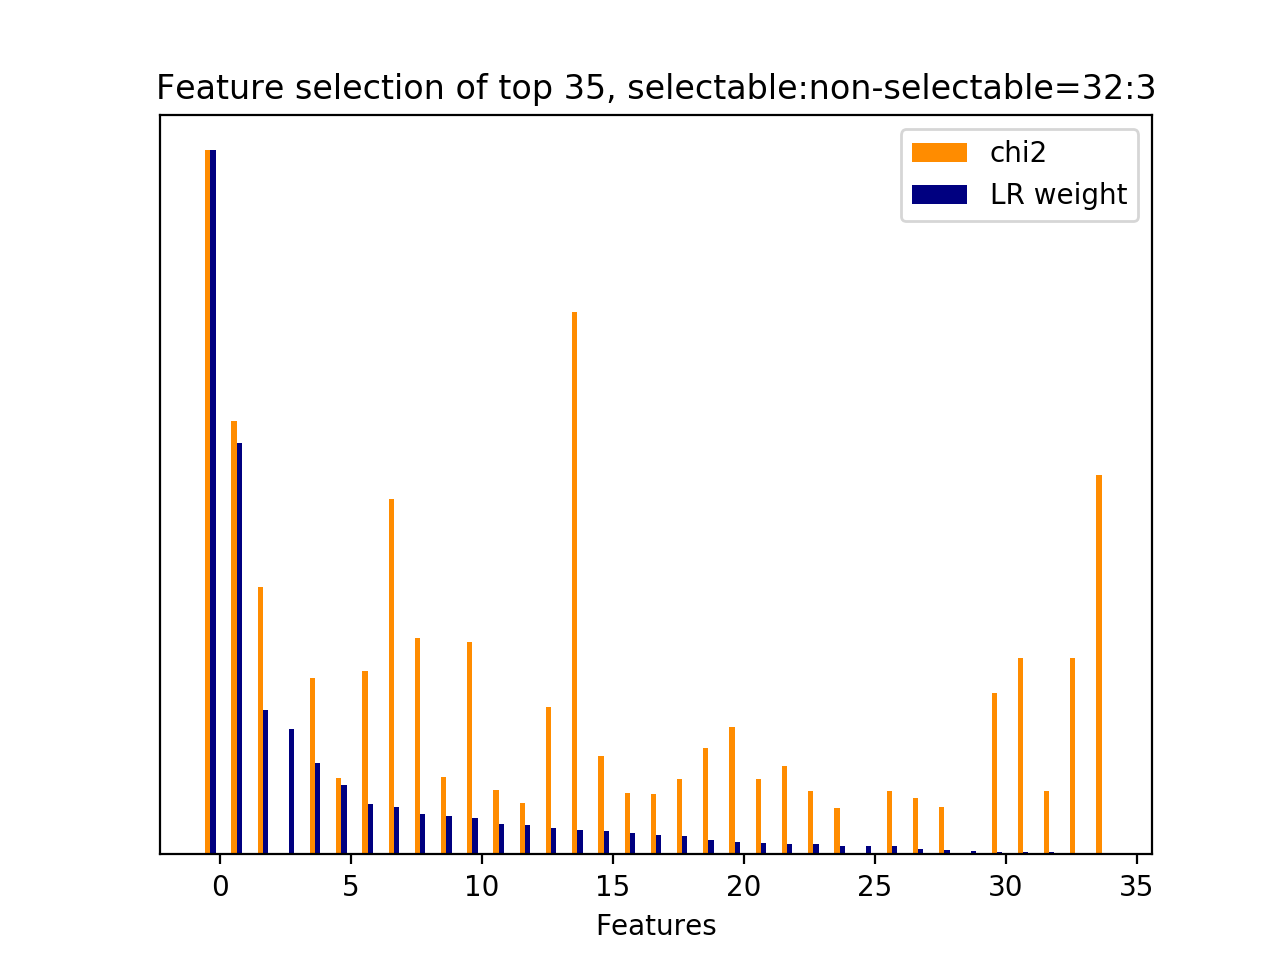 Feature selection of top 35, selectable:non-selectable=32:3
chi2
LR weight
0 5 10 15 20 25 30 35
Features